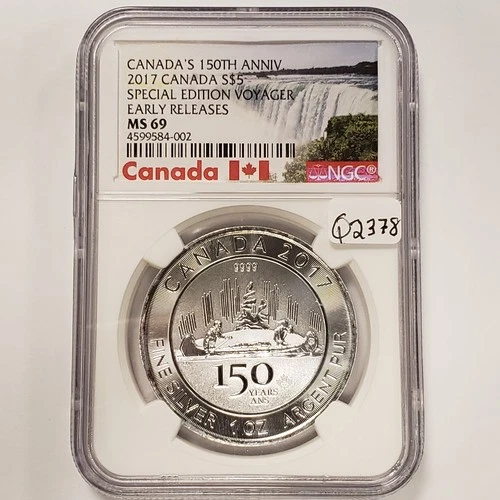 CANADA'S 150TH ANNIV
2017 CANADA S$5
SPECIAL EDITION VOYAGER
EARLY RELEASES
MS 69
4599584-002
Canada
NGC®
Q2378
CANADA 2017
9999
150
YEARS
ANS
FINE SILVER 1 OZ ARGENT PUR